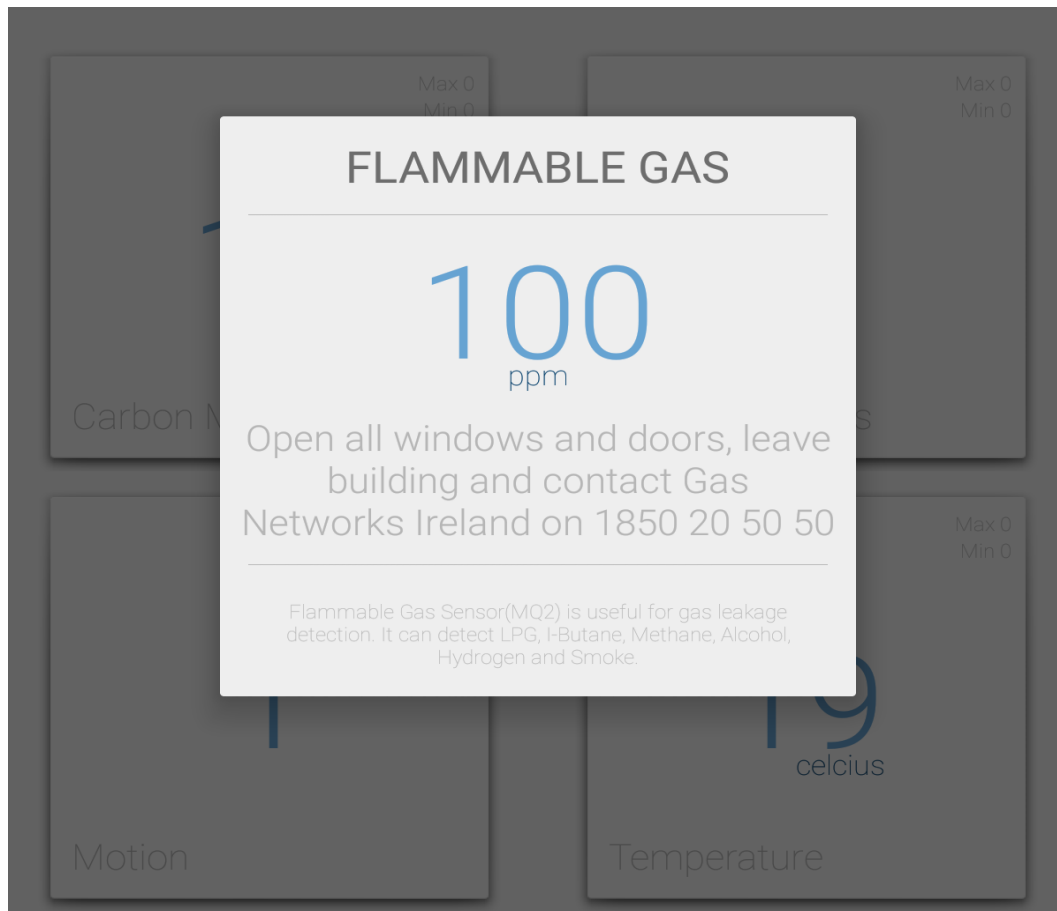 Max 0
Min 0
Max 0
Min 0
FLAMMABLE GAS
100
ppm
Carbon
Open all windows and doors, leave
building and contact Gas
Networks Ireland on 1850 20 50 50
Flammable Gas Sensor(MQ2) is useful for gas leakage
detection. It can detect LPG, I-Butane, Methane, Alcohol,
Hydrogen and Smoke.
Max 0
Min 0
1
19
celcius
Motion
Temperature